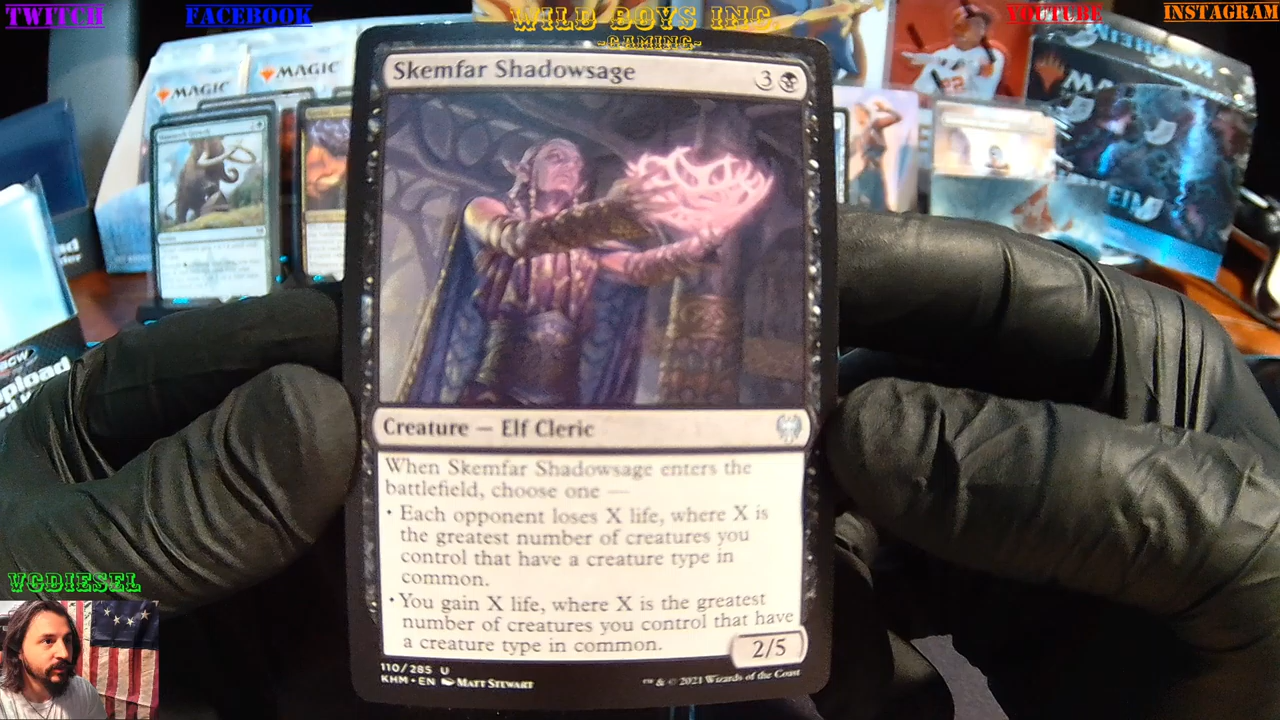 TWITCH
FACEBOOK
WILD BOYS INC.
-GAMING-
YOUTUBE
INSTAGRAM
MAGIC
MAGIC
Skemfar Shadowsage
3
Creature — Elf Cleric
When Skemfar Shadowsage enters the
battlefield, choose one —
• Each opponent loses X life, where X is
the greatest number of creatures you
control that have a creature type in
common.
• You gain X life, where X is the greatest
number of creatures you control that have
a creature type in common.
2/5
110/285 U
KHM • EN MATT STEWART
™ & © 2021 Wizards of the Coast
VGDIESEL